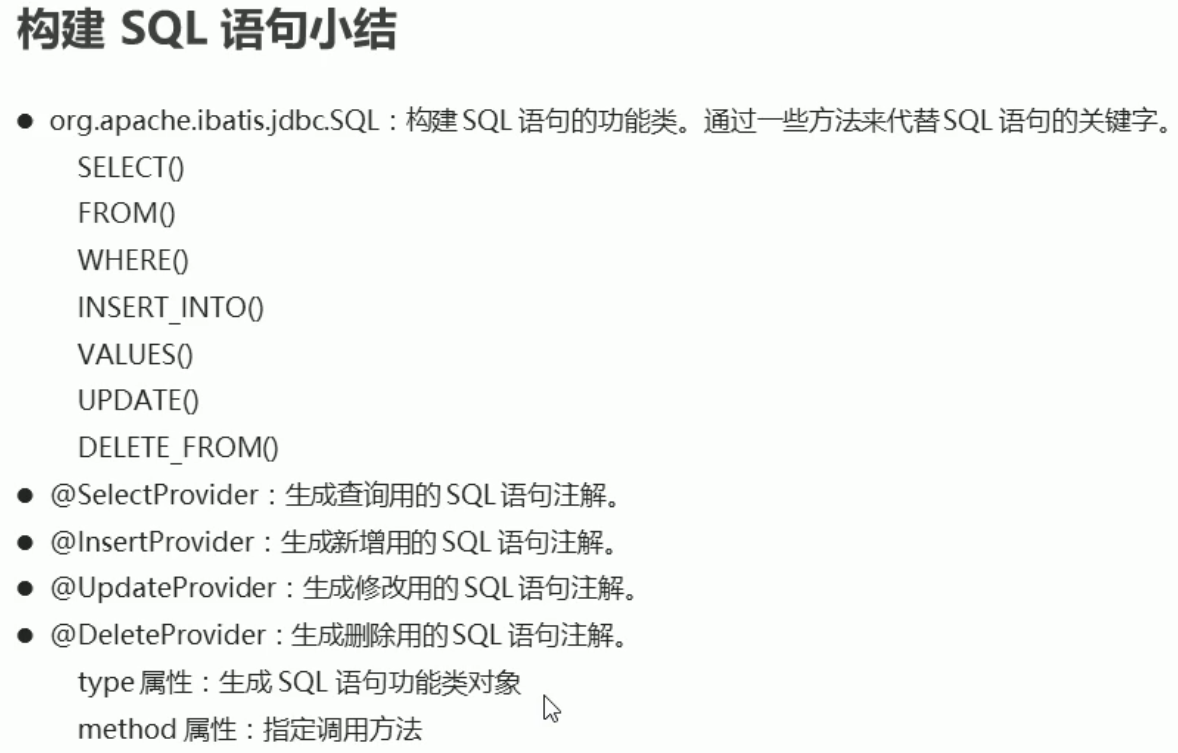 构建 SQL 语句小结
● org.apache.ibatis.jdbc.SQL：构建 SQL 语句的功能类。通过一些方法来代替 SQL 语句的关键字。
SELECT()
FROM()
WHERE()
INSERT_INTO()
VALUES()
UPDATE()
DELETE_FROM()
● @SelectProvider：生成查询用的 SQL 语句注解。
● @InsertProvider：生成新增用的 SQL 语句注解。
● @UpdateProvider：生成修改用的 SQL 语句注解。
● @DeleteProvider：生成删除用的 SQL 语句注解。
type 属性：生成 SQL 语句功能类对象
method 属性：指定调用方法